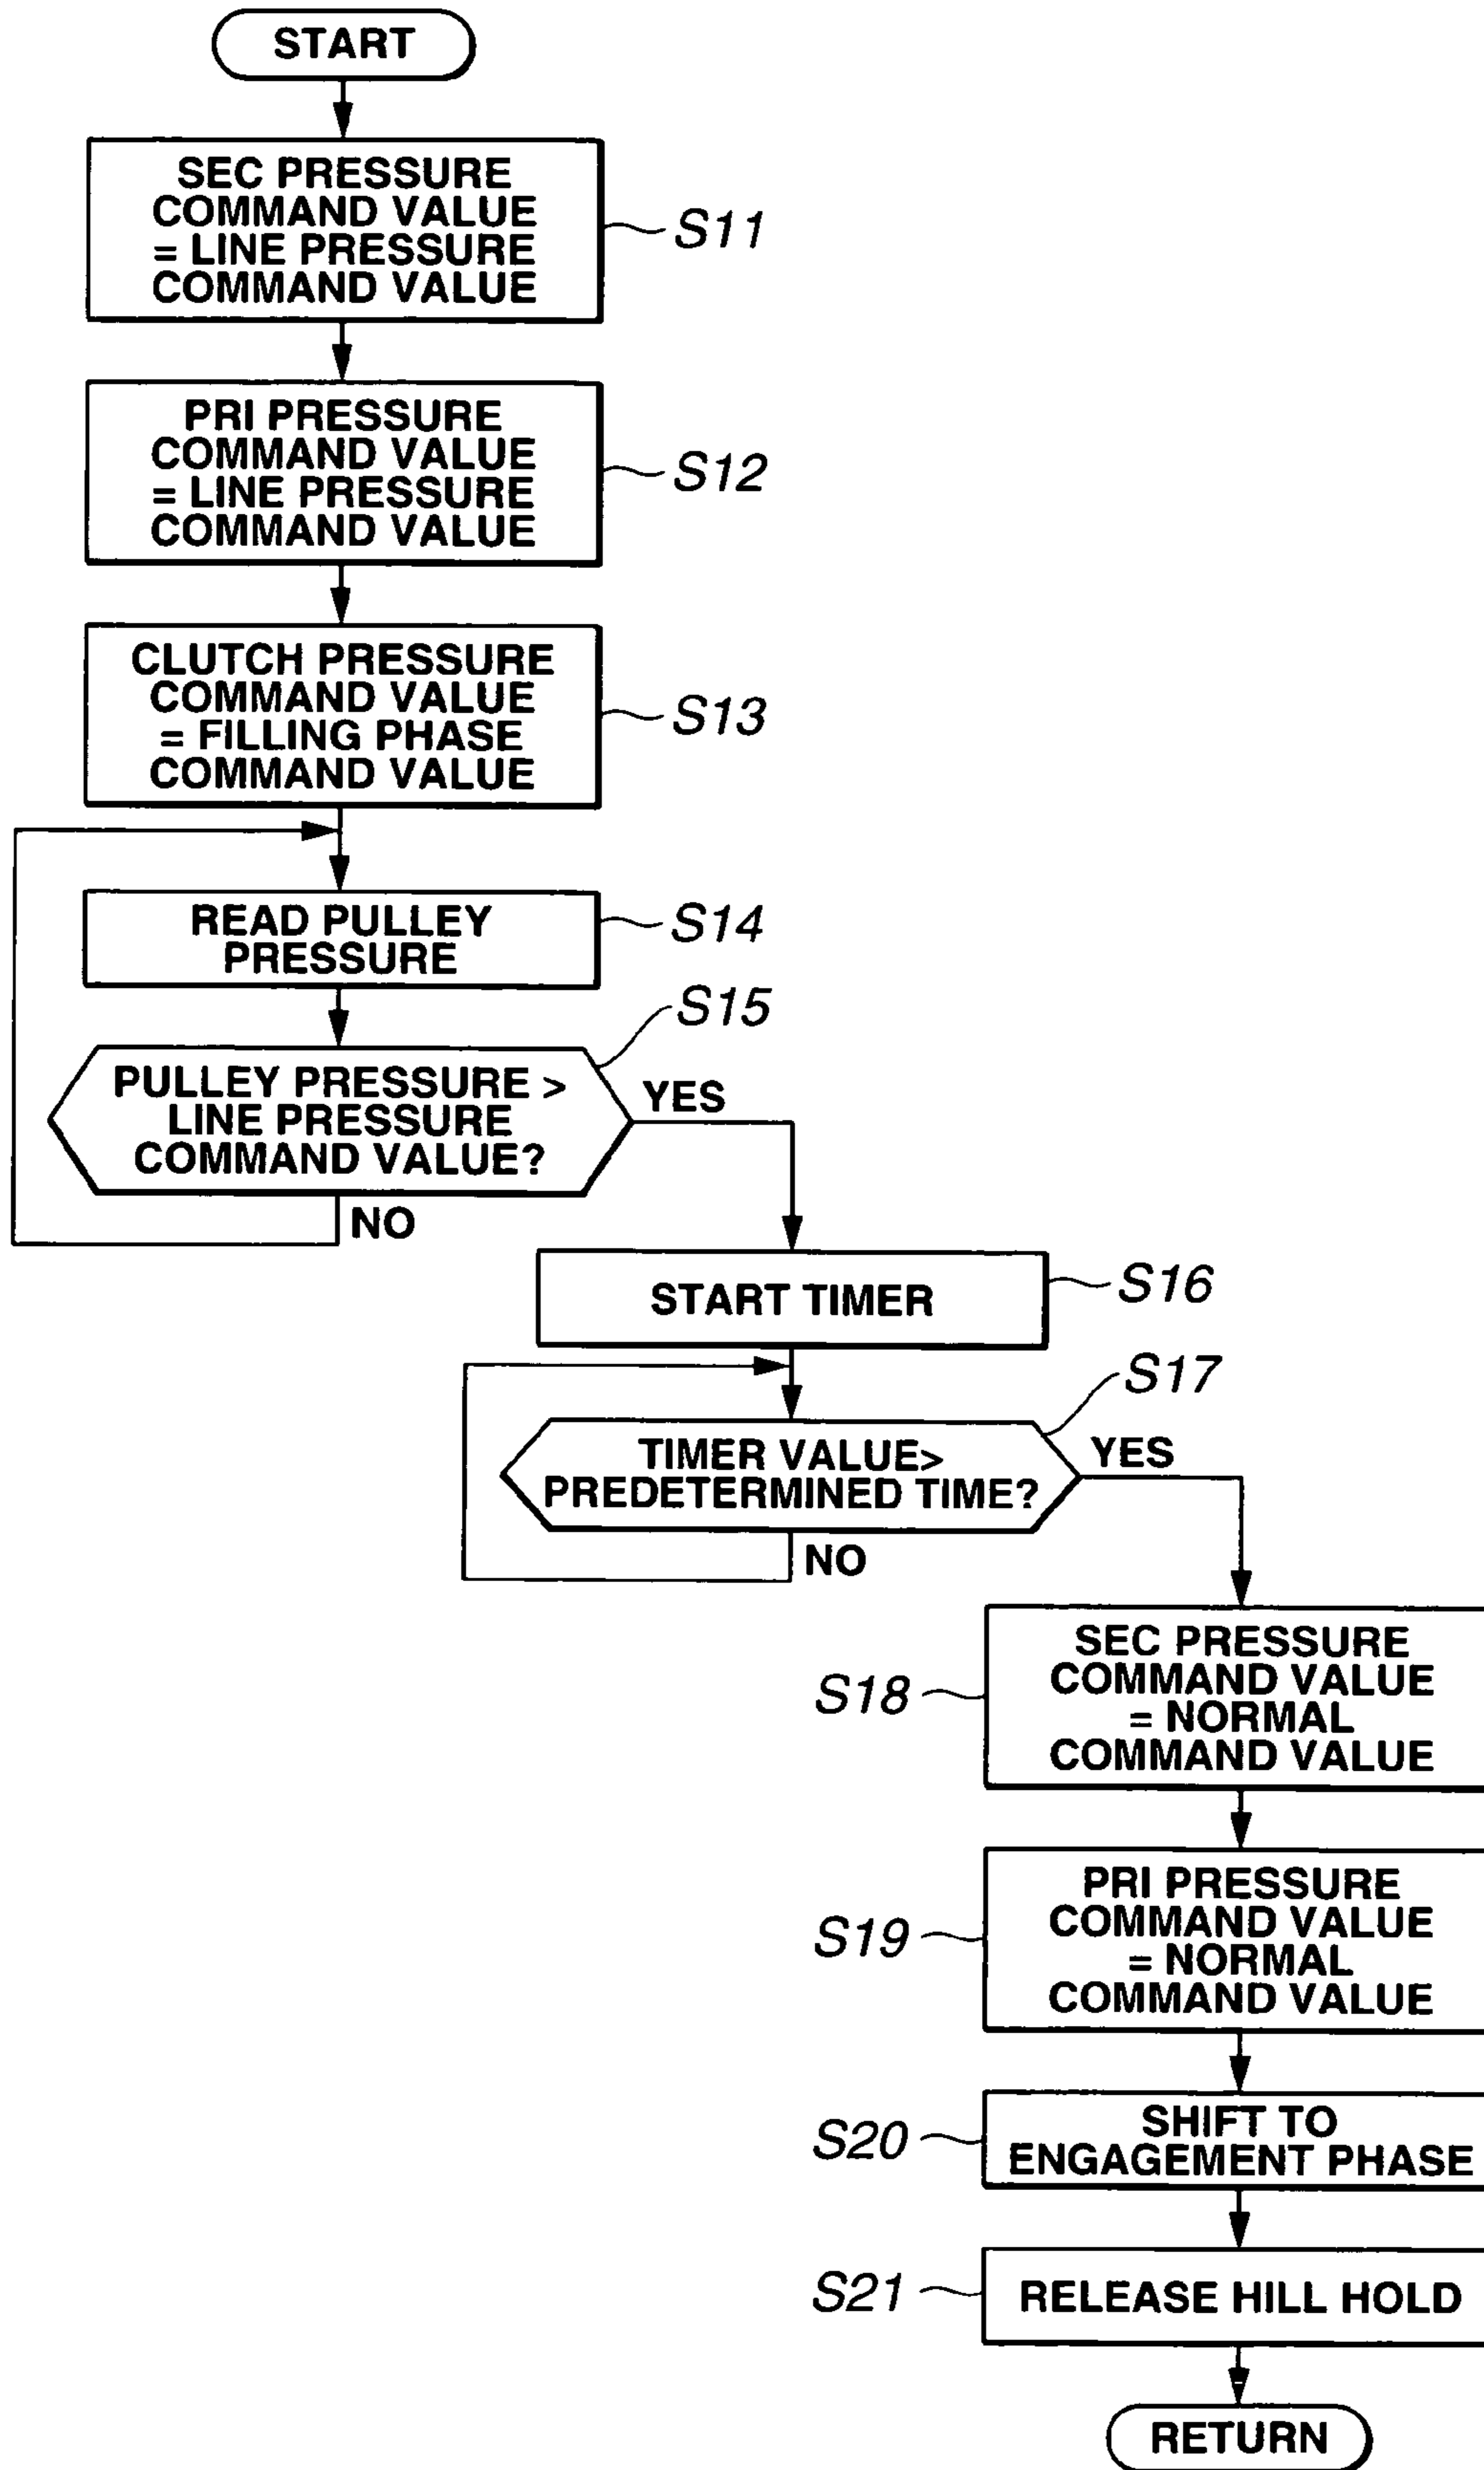 START
SEC PRESSURE
COMMAND VALUE
= LINE PRESSURE
COMMAND VALUE
S11
PRI PRESSURE
COMMAND VALUE
= LINE PRESSURE
COMMAND VALUE
S12
CLUTCH PRESSURE
COMMAND VALUE
= FILLING PHASE
COMMAND VALUE
S13
READ PULLEY
PRESSURE
S14
S15
PULLEY PRESSURE >
LINE PRESSURE
COMMAND VALUE?
YES
NO
START TIMER
S16
S17
TIMER VALUE>
PREDETERMINED TIME?
YES
NO
SEC PRESSURE
COMMAND VALUE
= NORMAL
COMMAND VALUE
S18
PRI PRESSURE
COMMAND VALUE
= NORMAL
COMMAND VALUE
S19
SHIFT TO
ENGAGEMENT PHASE
S20
RELEASE HILL HOLD
S21
RETURN